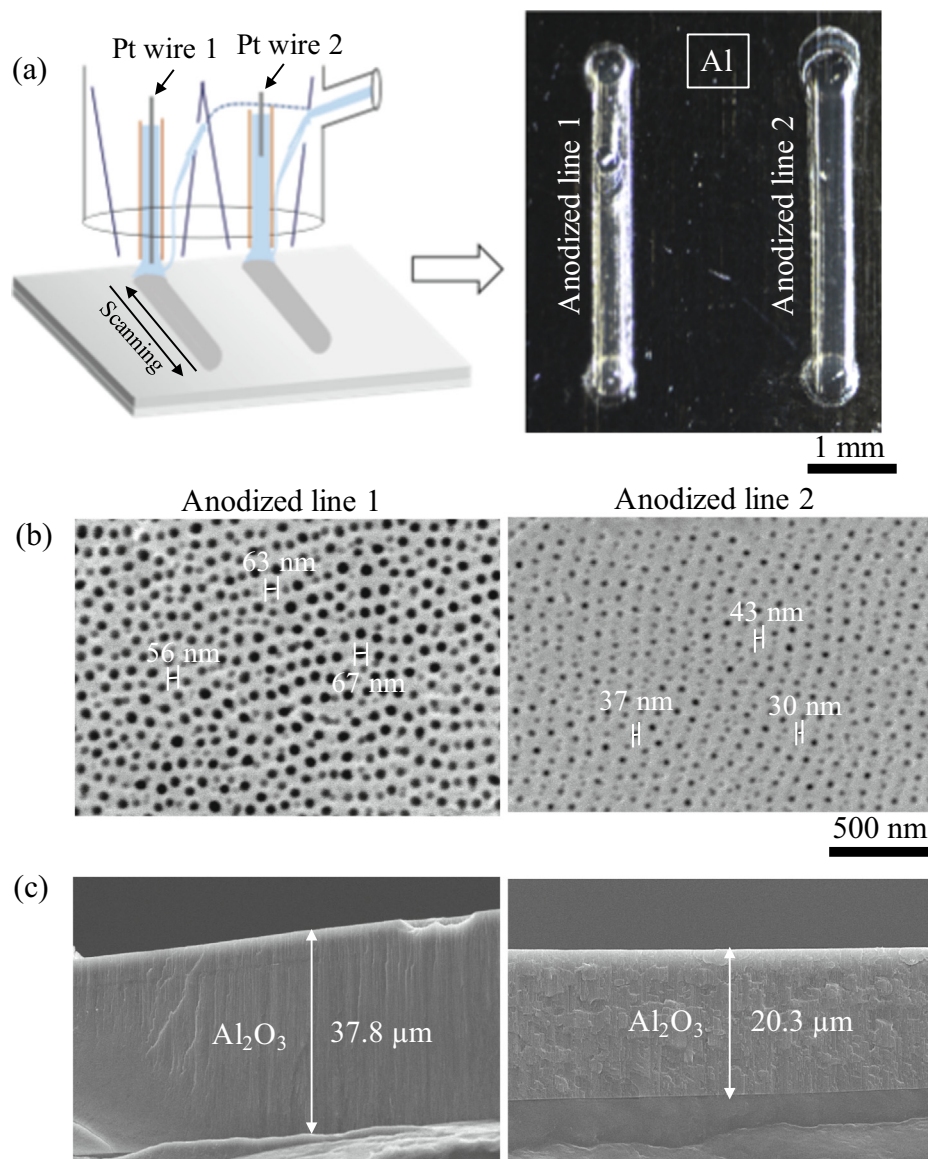 (a)
Pt wire 1
Pt wire 2
Scanning
Al
Anodized line 1
Anodized line 2
1 mm
Anodized line 1
Anodized line 2
(b)
63 nm
56 nm
67 nm
43 nm
37 nm
30 nm
500 nm
(c)
Al₂O₃
37.8 µm
Al₂O₃
20.3 µm